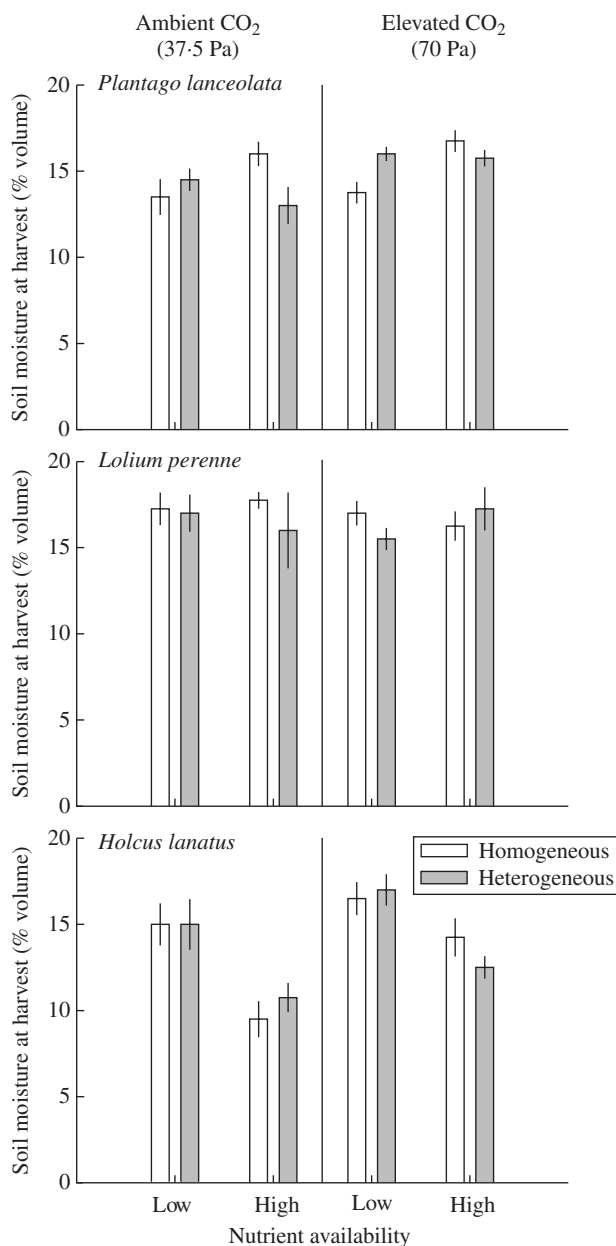 Ambient CO₂ Elevated CO₂
(37·5 Pa) (70 Pa)
Plantago lanceolata
Soil moisture at harvest (% volume)
20
15
10
5
0
Lolium perenne
Soil moisture at harvest (% volume)
20
15
10
5
0
Holcus lanatus
Soil moisture at harvest (% volume)
20
15
10
5
0
Homogeneous
Heterogeneous
Low High Low High
Nutrient availability